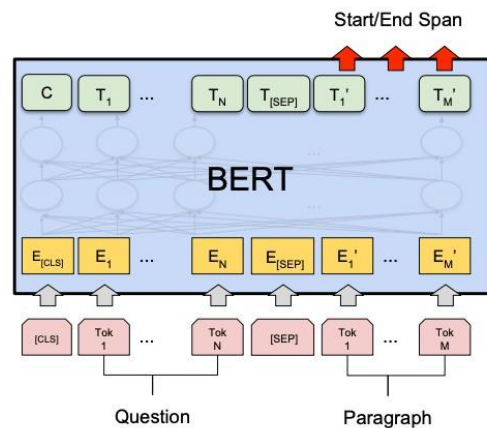 Start/End Span
C T1 ... TN T[SEP] T1' ... TM'
...
BERT
...
E[CLS] E1 ... EN E[SEP] E1' ... EM'
[CLS] Tok 1 ... Tok N [SEP] Tok 1 ... Tok M
Question Paragraph